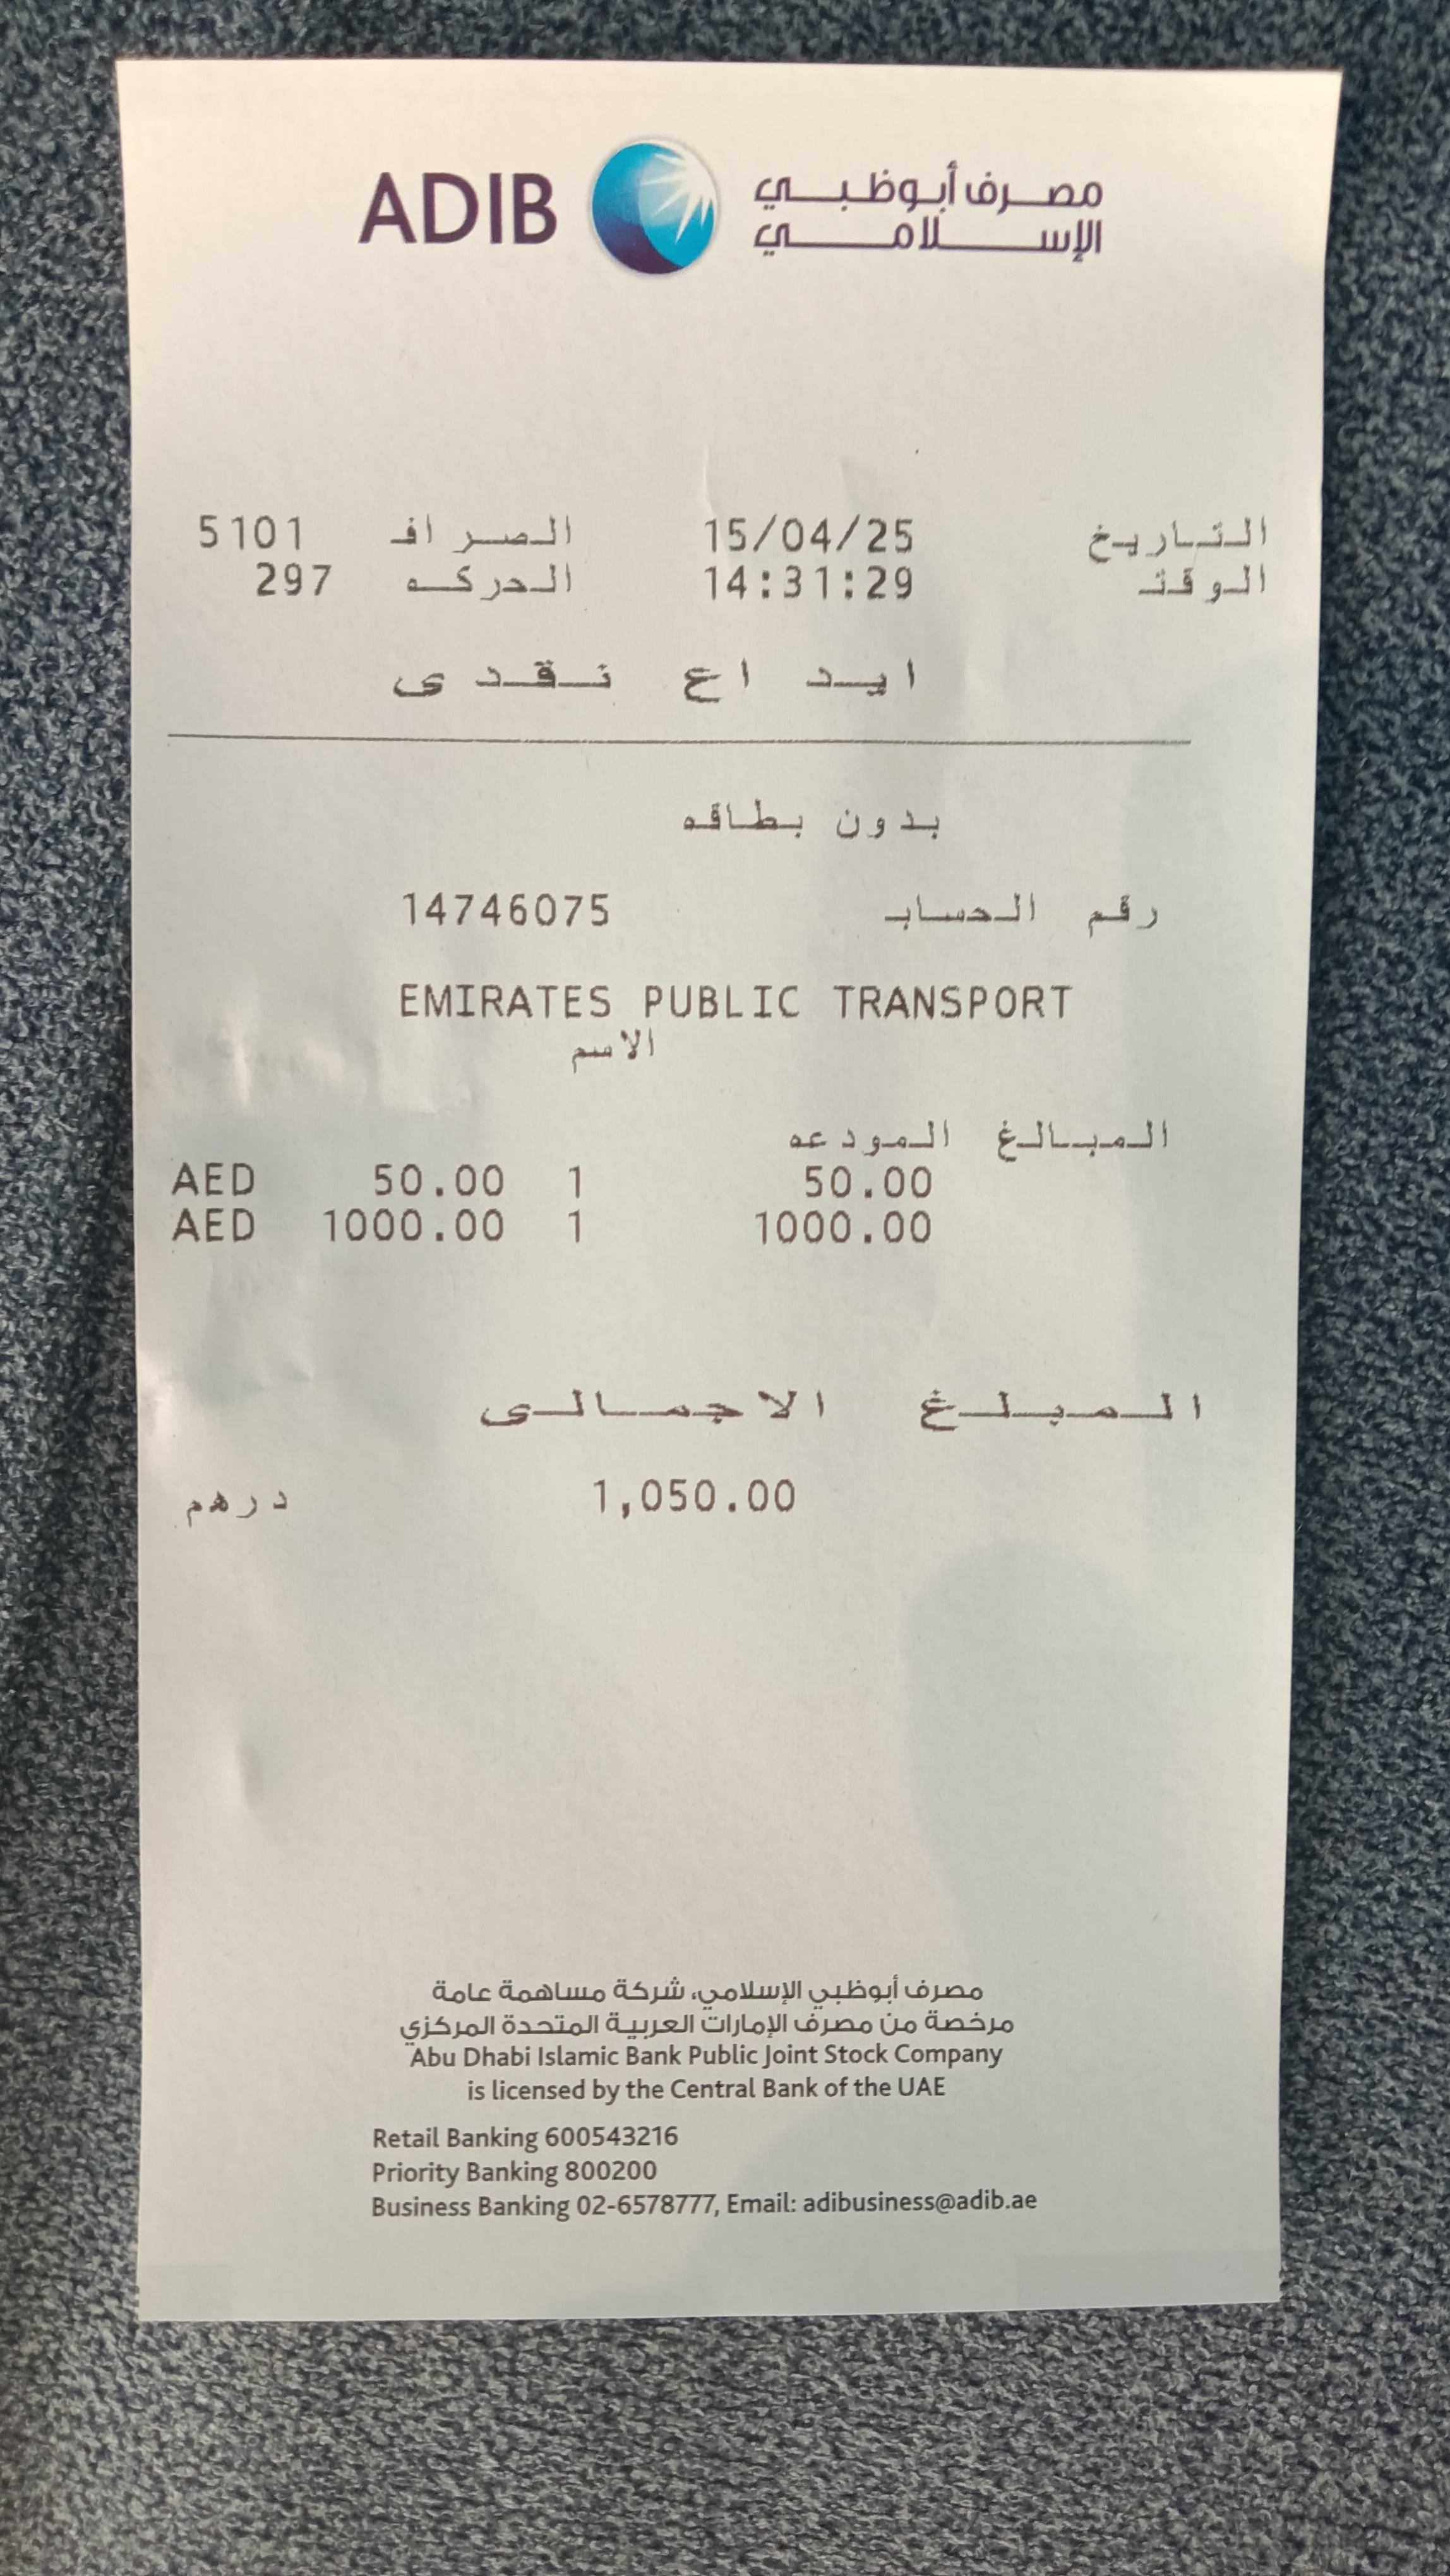 ADIB مصرف أبوظبي
الإسلامي
التاريخ 15/04/25 الصراف 5101
الوقت 14:31:29 الحركه 297
ايداع نقدى
بدون بطاقه
رقم الحساب 14746075
EMIRATES PUBLIC TRANSPORT
الاسم
المبالغ المودعه
AED 50.00 1 50.00
AED 1000.00 1 1000.00
المبلغ الاجمالى
1,050.00 درهم
مصرف أبوظبي الإسلامي، شركة مساهمة عامة
مرخصة من مصرف الإمارات العربية المتحدة المركزي
Abu Dhabi Islamic Bank Public Joint Stock Company
is licensed by the Central Bank of the UAE
Retail Banking 600543216
Priority Banking 800200
Business Banking 02-6578777, Email: adibusiness@adib.ae